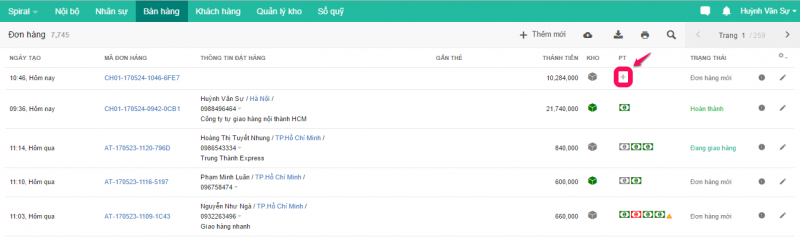 Spiral Nội bộ Nhân sự Bán hàng Khách hàng Quản lý kho Sổ quỹ Huỳnh Văn Sự
Đơn hàng 7,745 Thêm mới Trang 1 / 259
NGÀY TẠO MÃ ĐƠN HÀNG THÔNG TIN ĐẶT HÀNG GẮN THẺ THÀNH TIỀN KHO PT TRẠNG THÁI
10:46, Hôm nay CH01-170524-1046-6FE7 10,284,000 Đơn hàng mới
Huỳnh Văn Sự / Hà Nội /
09:36, Hôm nay CH01-170524-0942-0CB1 0988496464 21,740,000 Hoàn thành
Công ty tự giao hàng nội thành HCM
Hoàng Thị Tuyết Nhung / TP.Hồ Chí Minh /
11:14, Hôm qua AT-170523-1120-796D 0986543334 840,000 Đang giao hàng
Trung Thành Express
Phạm Minh Luân / TP.Hồ Chí Minh /
11:10, Hôm qua AT-170523-1116-5197 096758474 600,000 Đơn hàng mới
Nguyễn Như Ngà / TP.Hồ Chí Minh /
11:03, Hôm qua AT-170523-1109-1C43 0932263496 660,000 Đơn hàng mới
Giao hàng nhanh